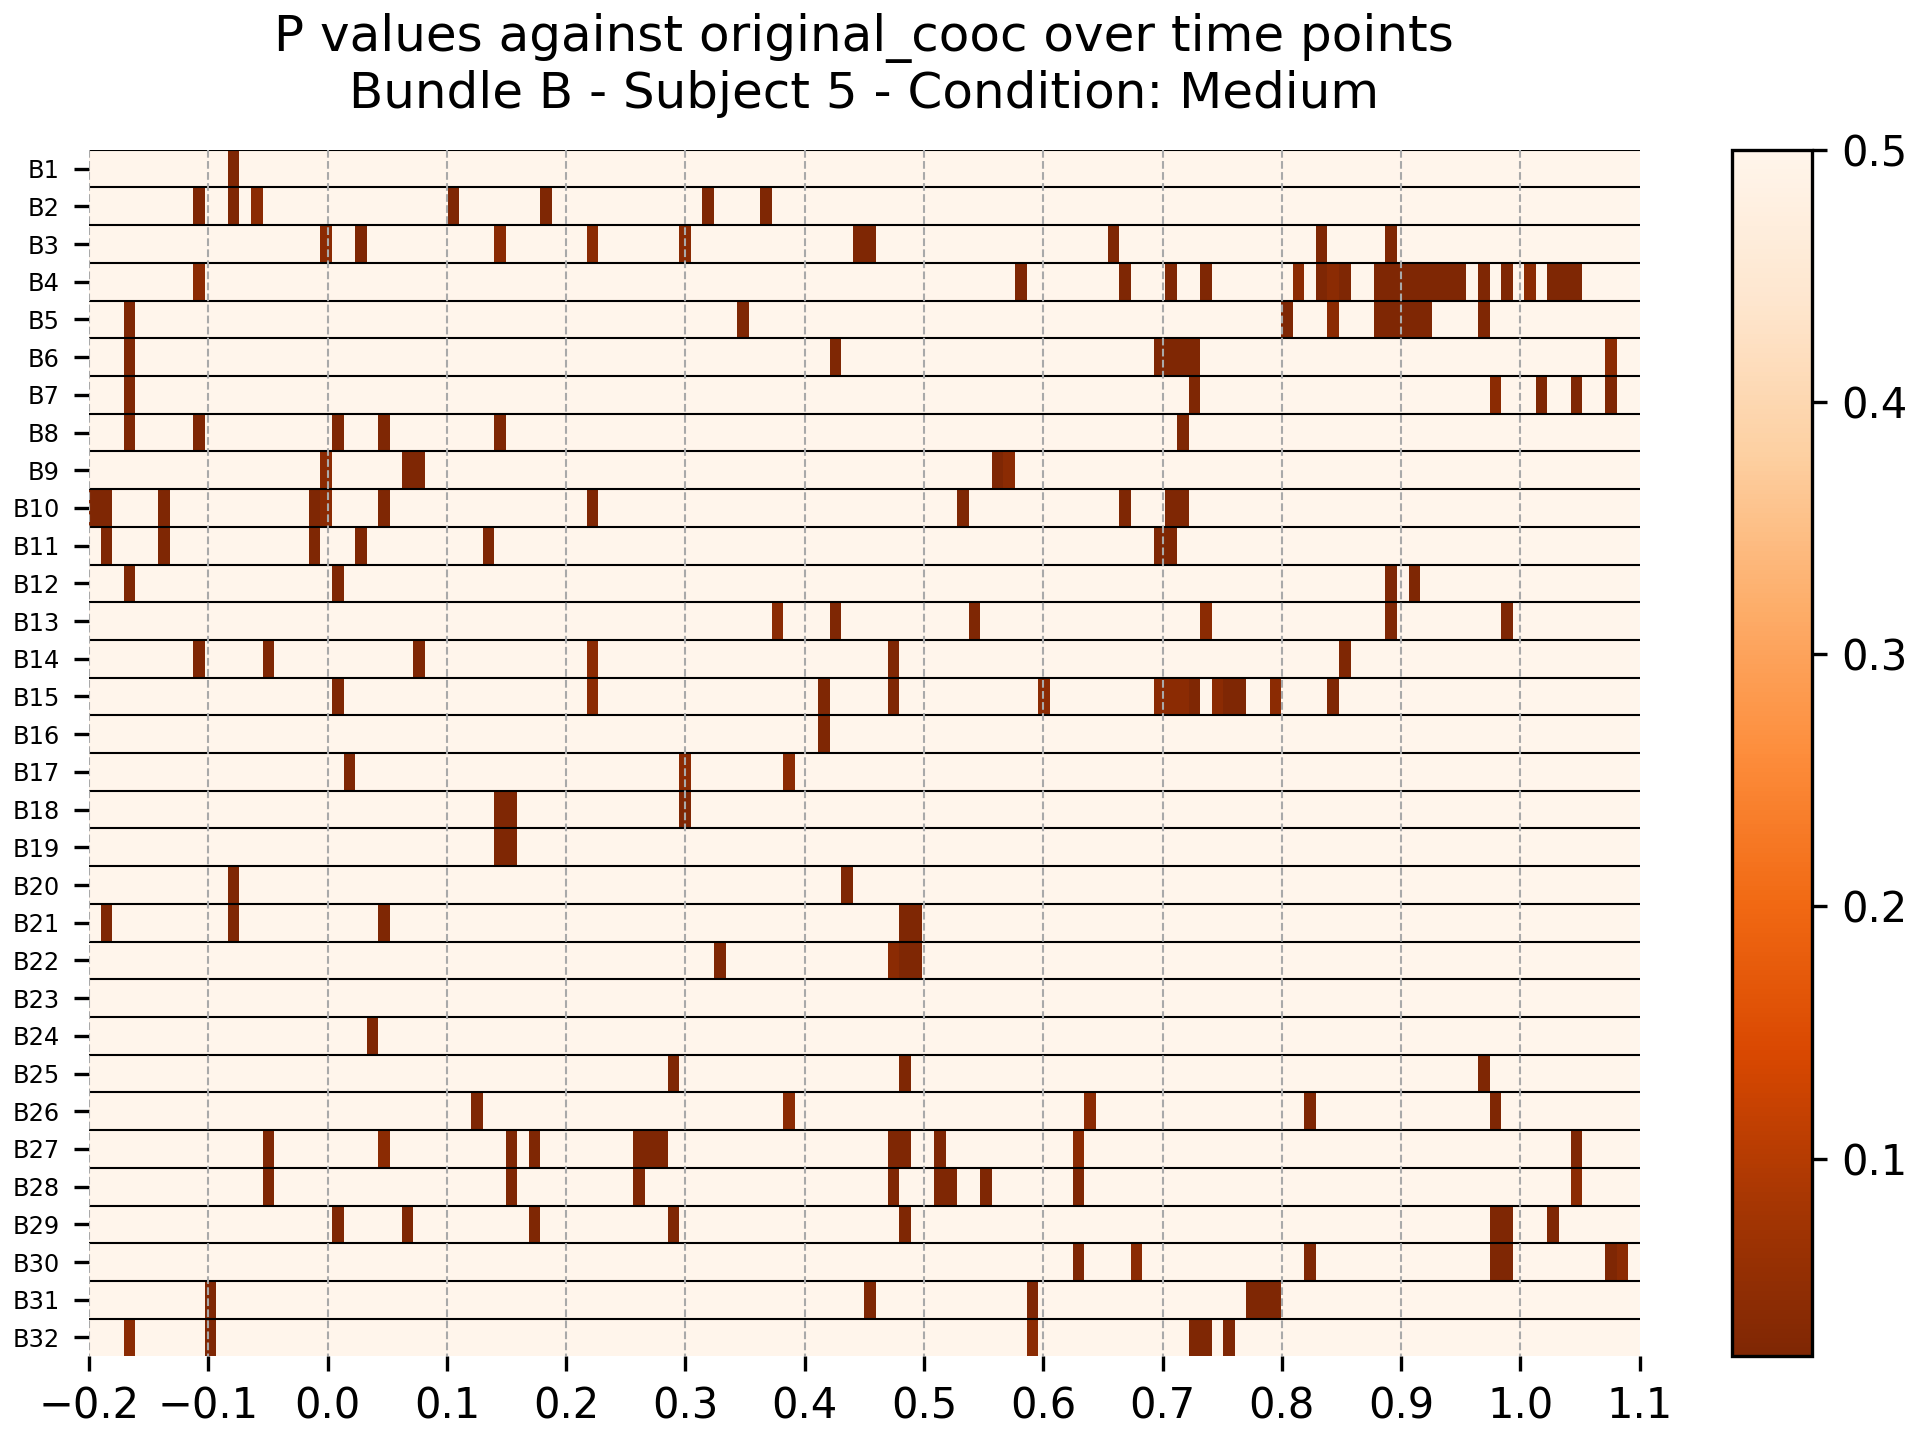 P values against original_cooc over time points
Bundle B - Subject 5 - Condition: Medium
B1
B2
B3
B4
B5
B6
B7
B8
B9
B10
B11
B12
B13
B14
B15
B16
B17
B18
B19
B20
B21
B22
B23
B24
B25
B26
B27
B28
B29
B30
B31
B32
−0.2 −0.1 0.0 0.1 0.2 0.3 0.4 0.5 0.6 0.7 0.8 0.9 1.0 1.1
0.5
0.4
0.3
0.2
0.1